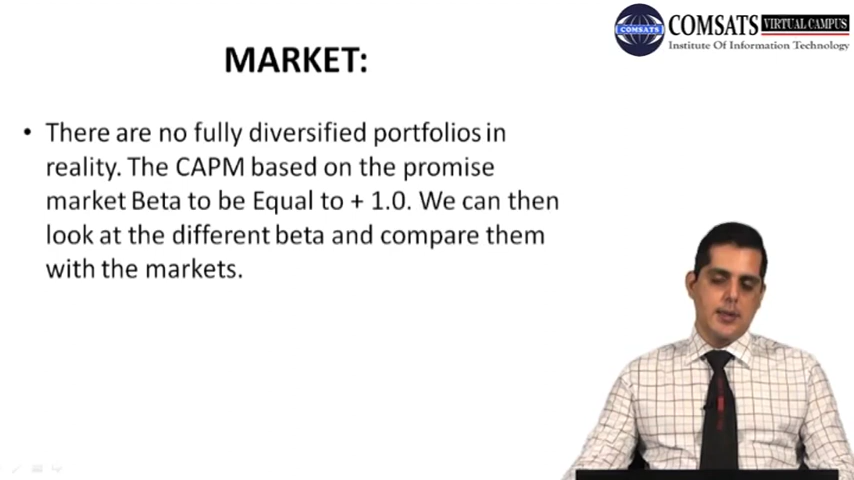 COMSATS VIRTUAL CAMPUS
Institute Of Information Technology
COMSATS
MARKET:
• There are no fully diversified portfolios in
reality. The CAPM based on the promise
market Beta to be Equal to + 1.0. We can then
look at the different beta and compare them
with the markets.